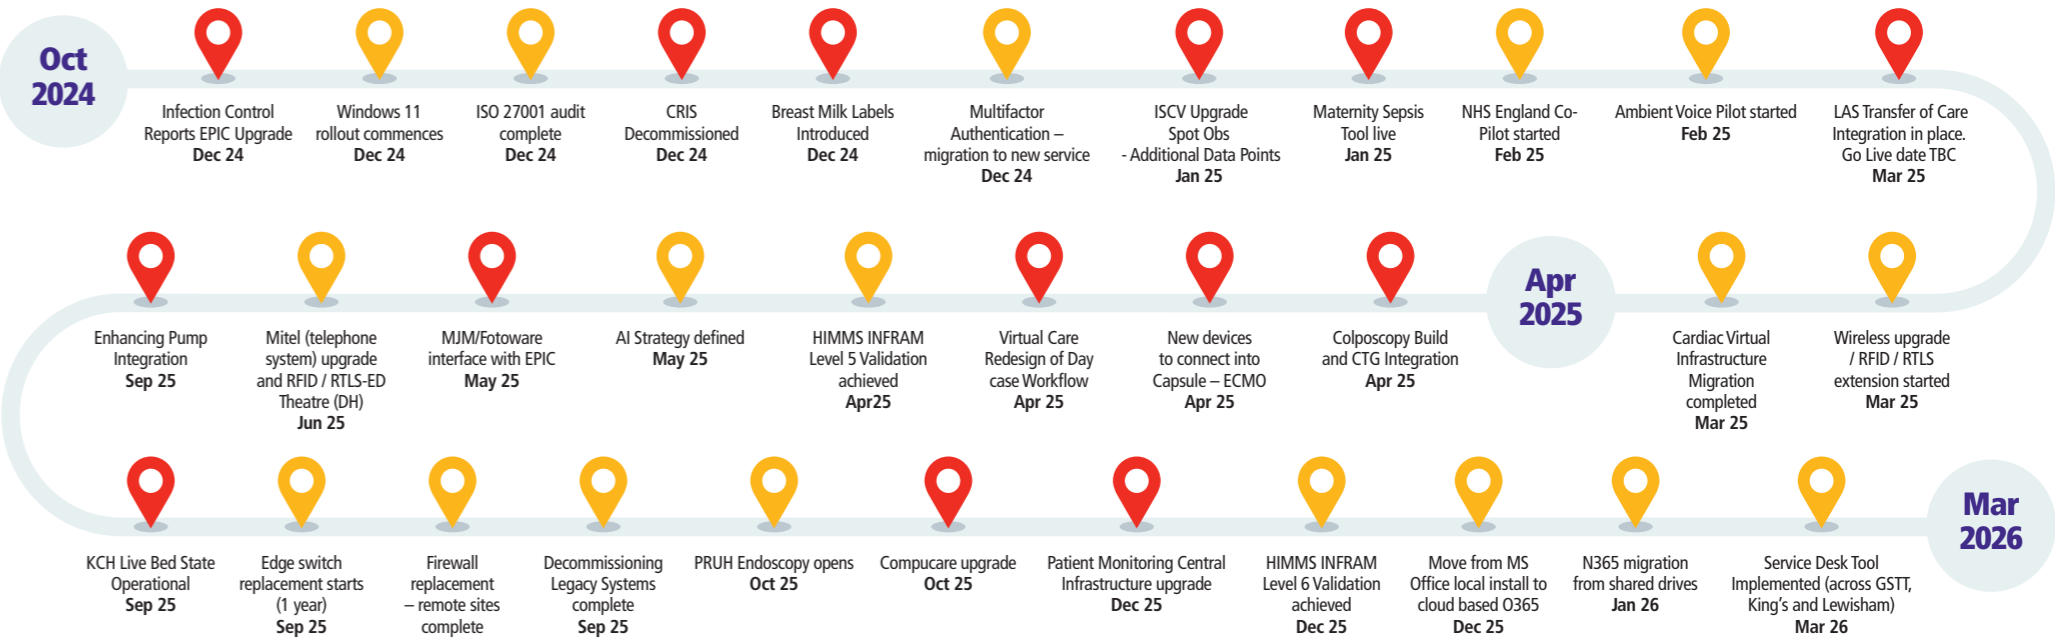 Oct
2024
Infection Control
Reports EPIC Upgrade
Dec 24
Windows 11
rollout commences
Dec 24
ISO 27001 audit
complete
Dec 24
CRIS
Decommissioned
Dec 24
Breast Milk Labels
Introduced
Dec 24
Multifactor
Authentication –
migration to new service
Dec 24
ISCV Upgrade
Spot Obs
- Additional Data Points
Jan 25
Maternity Sepsis
Tool live
Jan 25
NHS England Co-
Pilot started
Feb 25
Ambient Voice Pilot started
Feb 25
LAS Transfer of Care
Integration in place.
Go Live date TBC
Mar 25
Wireless upgrade
/ RFID / RTLS
extension started
Mar 25
Cardiac Virtual
Infrastructure
Migration
completed
Mar 25
Apr
2025
Colposcopy Build
and CTG Integration
Apr 25
New devices
to connect into
Capsule – ECMO
Apr 25
Virtual Care
Redesign of Day
case Workflow
Apr 25
HIMMS INFRAM
Level 5 Validation
achieved
Apr25
AI Strategy defined
May 25
MJM/Fotoware
interface with EPIC
May 25
Mitel (telephone
system) upgrade
and RFID / RTLS-ED
Theatre (DH)
Jun 25
Enhancing Pump
Integration
Sep 25
KCH Live Bed State
Operational
Sep 25
Edge switch
replacement starts
(1 year)
Sep 25
Firewall
replacement
– remote sites
complete
Decommissioning
Legacy Systems
complete
Sep 25
PRUH Endoscopy opens
Oct 25
Compucare upgrade
Oct 25
Patient Monitoring Central
Infrastructure upgrade
Dec 25
HIMMS INFRAM
Level 6 Validation
achieved
Dec 25
Move from MS
Office local install to
cloud based O365
Dec 25
N365 migration
from shared drives
Jan 26
Service Desk Tool
Implemented (across GSTT,
King's and Lewisham)
Mar 26
Mar
2026